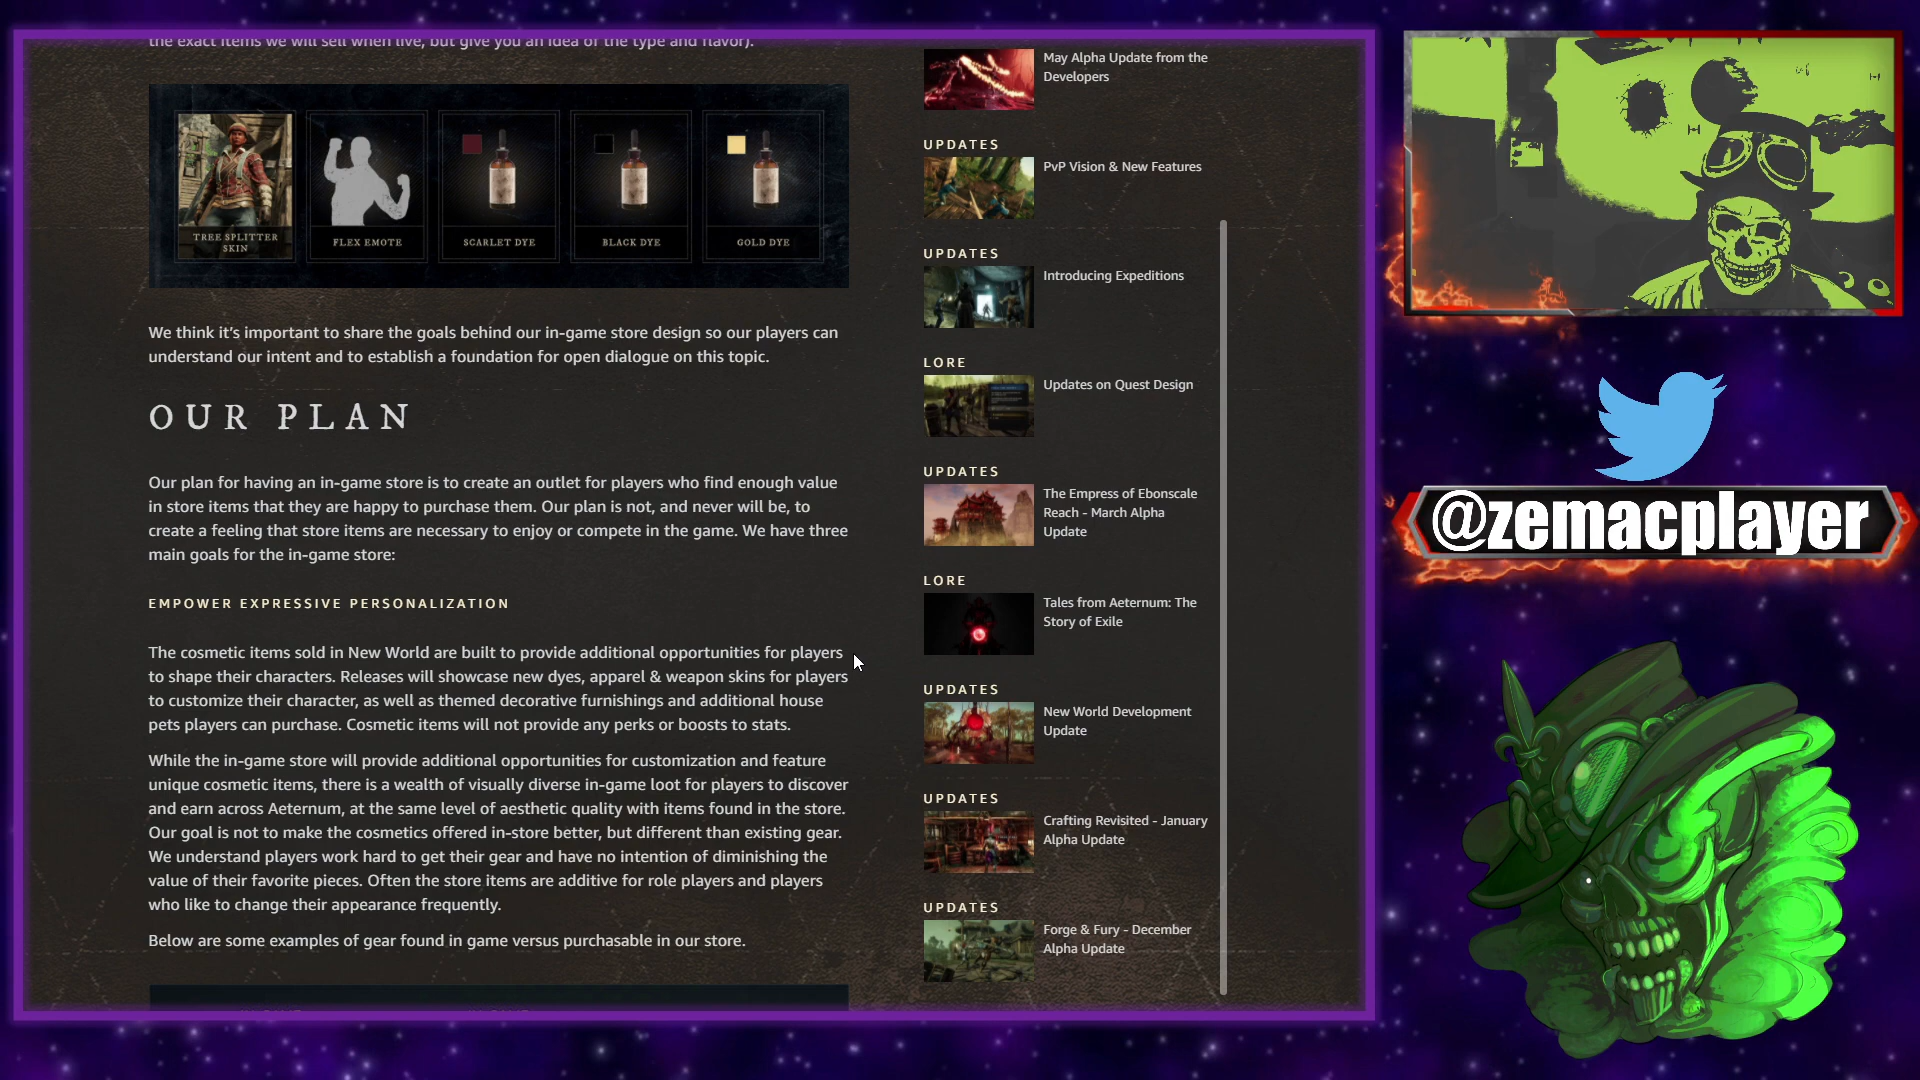 the exact items we will sell when live, but give you an idea of the type and flavor).
TREE SPLITTER
SKIN
FLEX EMOTE
SCARLET DYE
BLACK DYE
GOLD DYE
We think it’s important to share the goals behind our in-game store design so our players can
understand our intent and to establish a foundation for open dialogue on this topic.
OUR PLAN
Our plan for having an in-game store is to create an outlet for players who find enough value
in store items that they are happy to purchase them. Our plan is not, and never will be, to
create a feeling that store items are necessary to enjoy or compete in the game. We have three
main goals for the in-game store:
EMPOWER EXPRESSIVE PERSONALIZATION
The cosmetic items sold in New World are built to provide additional opportunities for players
to shape their characters. Releases will showcase new dyes, apparel & weapon skins for players
to customize their character, as well as themed decorative furnishings and additional house
pets players can purchase. Cosmetic items will not provide any perks or boosts to stats.
While the in-game store will provide additional opportunities for customization and feature
unique cosmetic items, there is a wealth of visually diverse in-game loot for players to discover
and earn across Aeternum, at the same level of aesthetic quality with items found in the store.
Our goal is not to make the cosmetics offered in-store better, but different than existing gear.
We understand players work hard to get their gear and have no intention of diminishing the
value of their favorite pieces. Often the store items are additive for role players and players
who like to change their appearance frequently.
Below are some examples of gear found in game versus purchasable in our store.
May Alpha Update from the
Developers
UPDATES
PvP Vision & New Features
UPDATES
Introducing Expeditions
LORE
Updates on Quest Design
UPDATES
The Empress of Ebonscale
Reach - March Alpha
Update
LORE
Tales from Aeternum: The
Story of Exile
UPDATES
New World Development
Update
UPDATES
Crafting Revisited - January
Alpha Update
UPDATES
Forge & Fury - December
Alpha Update
@zemacplayer